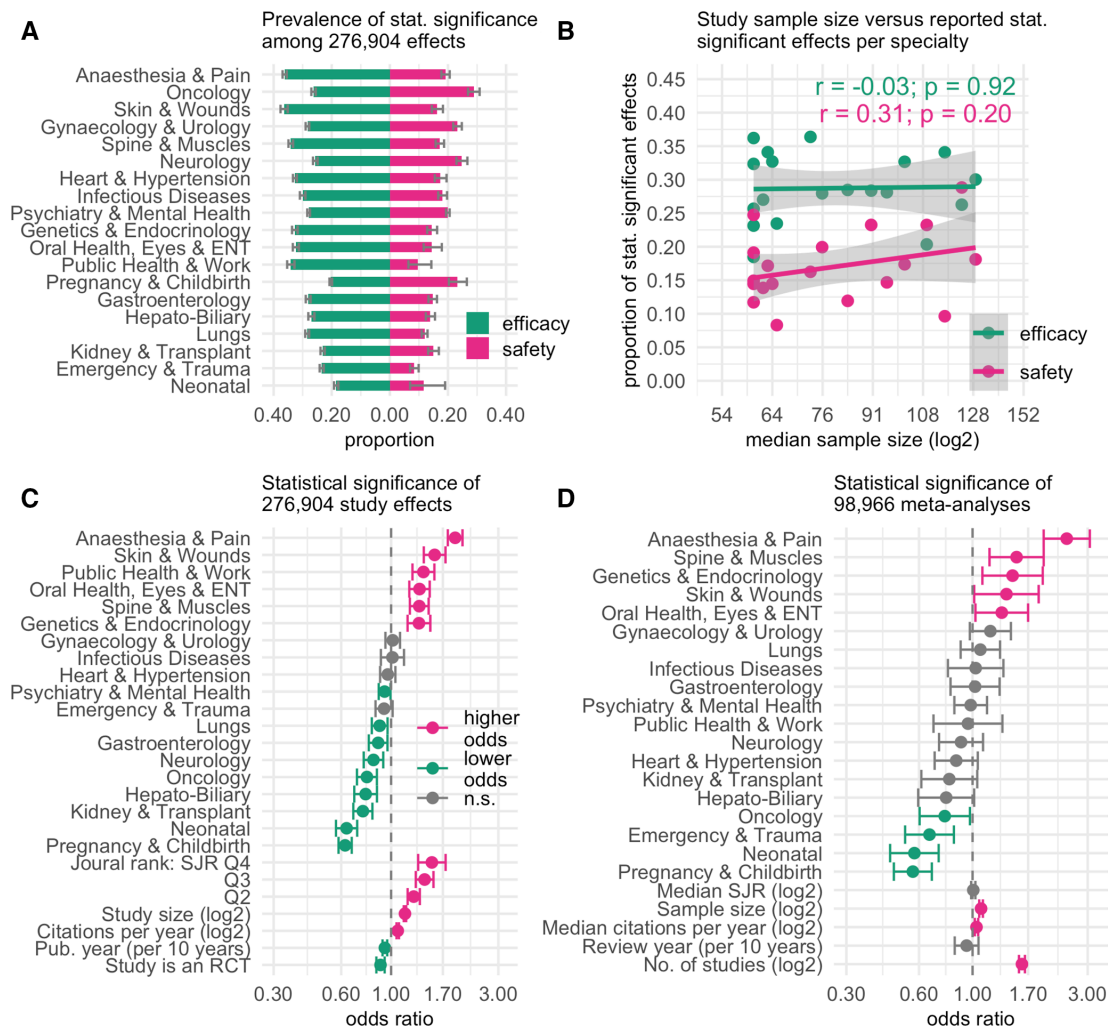 A
Prevalence of stat. significance
among 276,904 effects
Anaesthesia & Pain
Oncology
Skin & Wounds
Gynaecology & Urology
Spine & Muscles
Neurology
Heart & Hypertension
Infectious Diseases
Psychiatry & Mental Health
Genetics & Endocrinology
Oral Health, Eyes & ENT
Public Health & Work
Pregnancy & Childbirth
Gastroenterology
Hepato-Biliary
Lungs
Kidney & Transplant
Emergency & Trauma
Neonatal
efficacy
safety
0.40 0.20 0.00 0.20 0.40
proportion
B
Study sample size versus reported stat.
significant effects per specialty
r = -0.03; p = 0.92
r = 0.31; p = 0.20
proportion of stat. significant effects
0.45
0.40
0.35
0.30
0.25
0.20
0.15
0.10
0.05
0.00
efficacy
safety
54 64 76 91 108 128 152
median sample size (log2)
C
Statistical significance of
276,904 study effects
Anaesthesia & Pain
Skin & Wounds
Public Health & Work
Oral Health, Eyes & ENT
Spine & Muscles
Genetics & Endocrinology
Gynaecology & Urology
Infectious Diseases
Heart & Hypertension
Psychiatry & Mental Health
Emergency & Trauma
Lungs
Gastroenterology
Neurology
Oncology
Hepato-Biliary
Kidney & Transplant
Neonatal
Pregnancy & Childbirth
Joural rank: SJR Q4
Q3
Q2
Study size (log2)
Citations per year (log2)
Pub. year (per 10 years)
Study is an RCT
higher
odds
lower
odds
n.s.
0.30 0.60 1.00 1.70 3.00
odds ratio
D
Statistical significance of
98,966 meta-analyses
Anaesthesia & Pain
Spine & Muscles
Genetics & Endocrinology
Skin & Wounds
Oral Health, Eyes & ENT
Gynaecology & Urology
Lungs
Infectious Diseases
Gastroenterology
Psychiatry & Mental Health
Public Health & Work
Neurology
Heart & Hypertension
Kidney & Transplant
Hepato-Biliary
Oncology
Emergency & Trauma
Neonatal
Pregnancy & Childbirth
Median SJR (log2)
Sample size (log2)
Median citations per year (log2)
Review year (per 10 years)
No. of studies (log2)
0.30 0.60 1.00 1.70 3.00
odds ratio